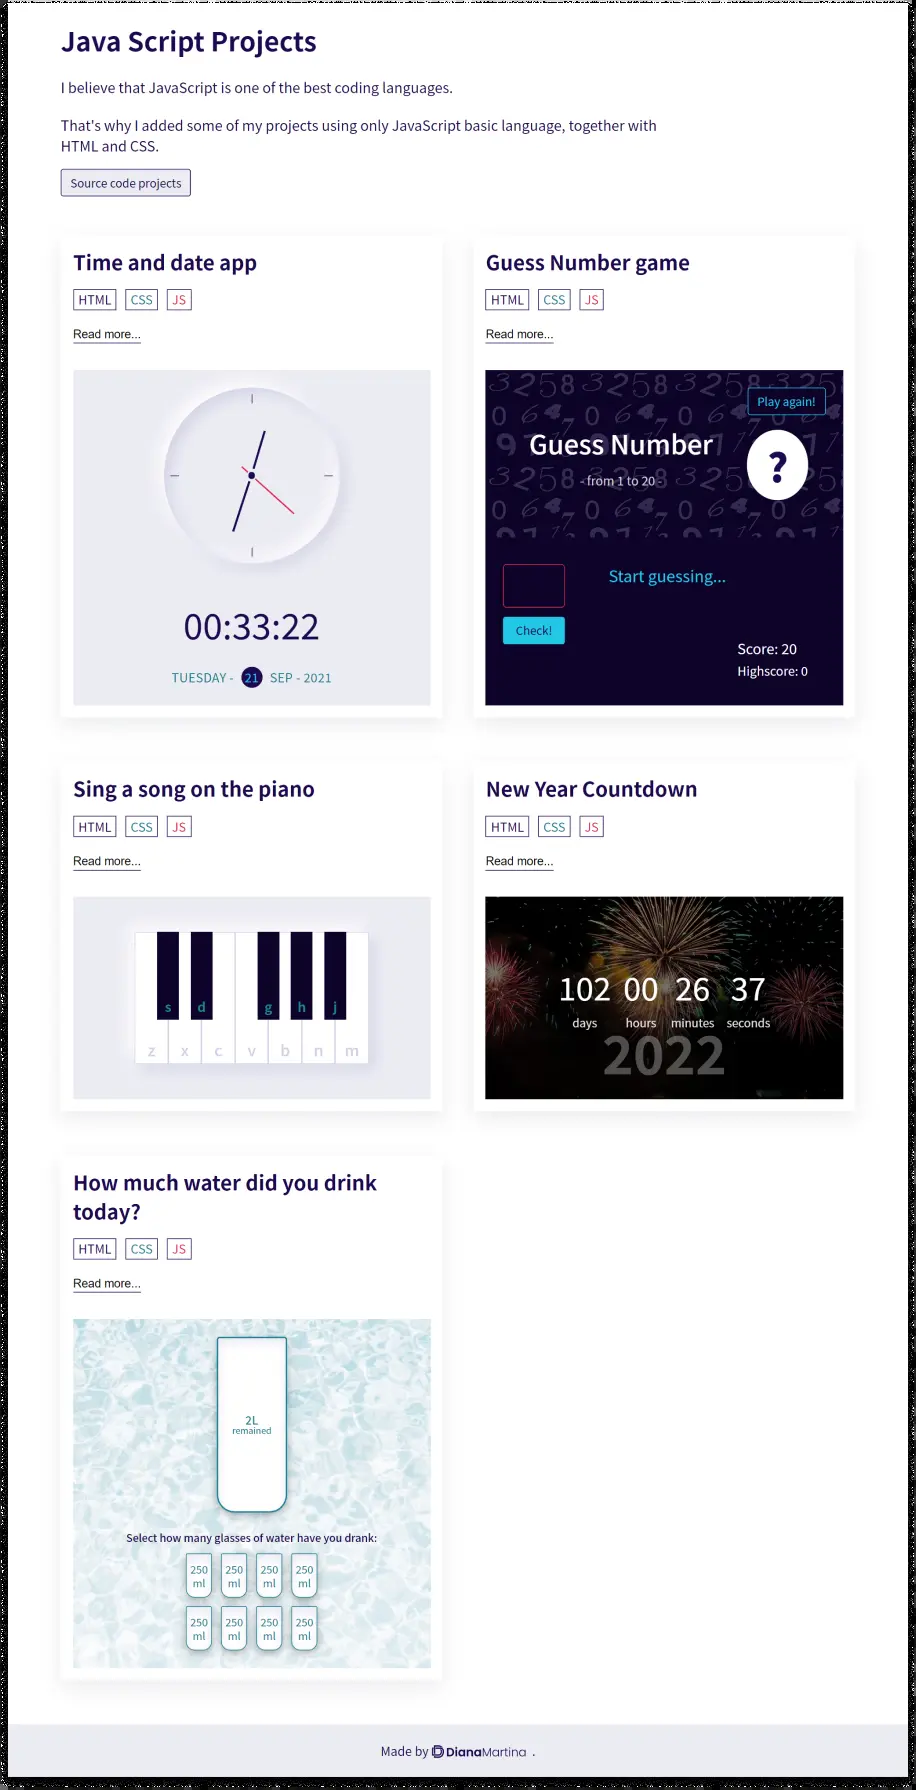 Java Script Projects
I believe that JavaScript is one of the best coding languages.
That's why I added some of my projects using only JavaScript basic language, together with
HTML and CSS.
Source code projects
Time and date app
HTML CSS JS
Read more...
00:33:22
TUESDAY - 21 SEP - 2021
Guess Number game
HTML CSS JS
Read more...
3258 3258 3258 3258
Play again!
Guess Number
?
- from 1 to 20 -
Start guessing...
Check!
Score: 20
Highscore: 0
Sing a song on the piano
HTML CSS JS
Read more...
s d g h j
z x c v b n m
New Year Countdown
HTML CSS JS
Read more...
102 00 26 37
days hours minutes seconds
2022
How much water did you drink
today?
HTML CSS JS
Read more...
2L
remained
Select how many glasses of water have you drank:
250 250 250 250
ml ml ml ml
250 250 250 250
ml ml ml ml
Made by DianaMartina .